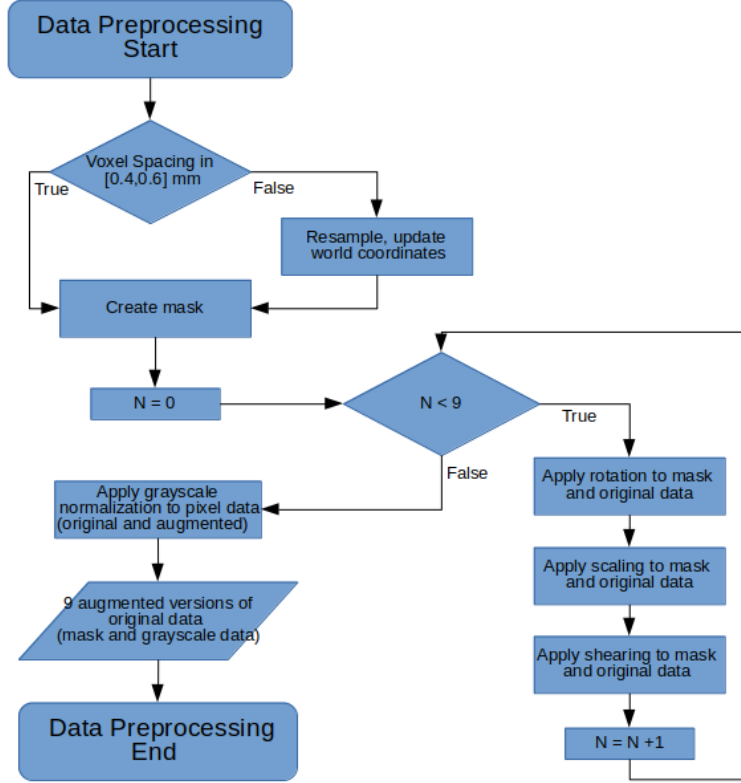 Data Preprocessing
Start
Voxel Spacing in
[0.4,0.6] mm
True
False
Resample, update
world coordinates
Create mask
N = 0
N < 9
True
False
Apply rotation to mask
and original data
Apply scaling to mask
and original data
Apply shearing to mask
and original data
N = N +1
Apply grayscale
normalization to pixel data
(original and augmented)
9 augmented versions of
original data
(mask and grayscale data)
Data Preprocessing
End